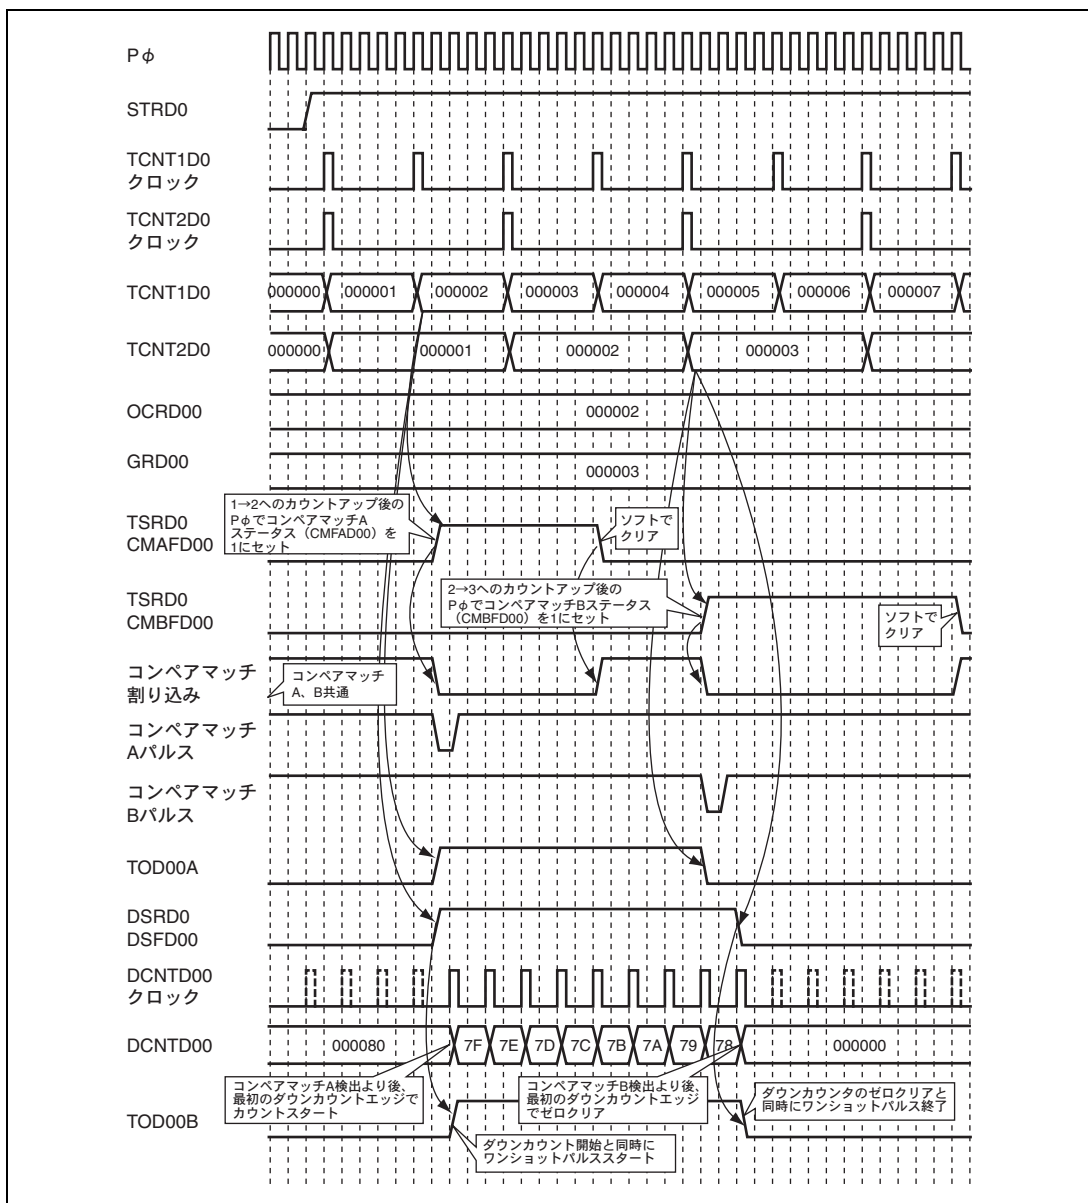 Pφ
STRD0
TCNT1D0
クロック
TCNT2D0
クロック
TCNT1D0
000000 000001 000002 000003 000004 000005 000006 000007
TCNT2D0
000000 000001 000002 000003
OCRD00
000002
GRD00
000003
TSRD0
CMAFD00
1→2へのカウントアップ後の
PφでコンペアマッチA
ステータス（CMFAD00）を
1にセット
ソフトで
クリア
TSRD0
CMBFD00
2→3へのカウントアップ後の
PφでコンペアマッチBステータス
（CMBFD00）を1にセット
ソフトで
クリア
コンペアマッチ
割り込み
コンペアマッチ
A、B共通
コンペアマッチ
Aパルス
コンペアマッチ
Bパルス
TOD00A
DSRD0
DSFD00
DCNTD00
クロック
DCNTD00
000080 7F 7E 7D 7C 7B 7A 79 78 000000
コンペアマッチA検出より後、
最初のダウンカウントエッジで
カウントスタート
コンペアマッチB検出より後、
最初のダウンカウントエッジ
でゼロクリア
ダウンカウンタのゼロクリアと
同時にワンショットパルス終了
TOD00B
ダウンカウント開始と同時に
ワンショットパルススタート